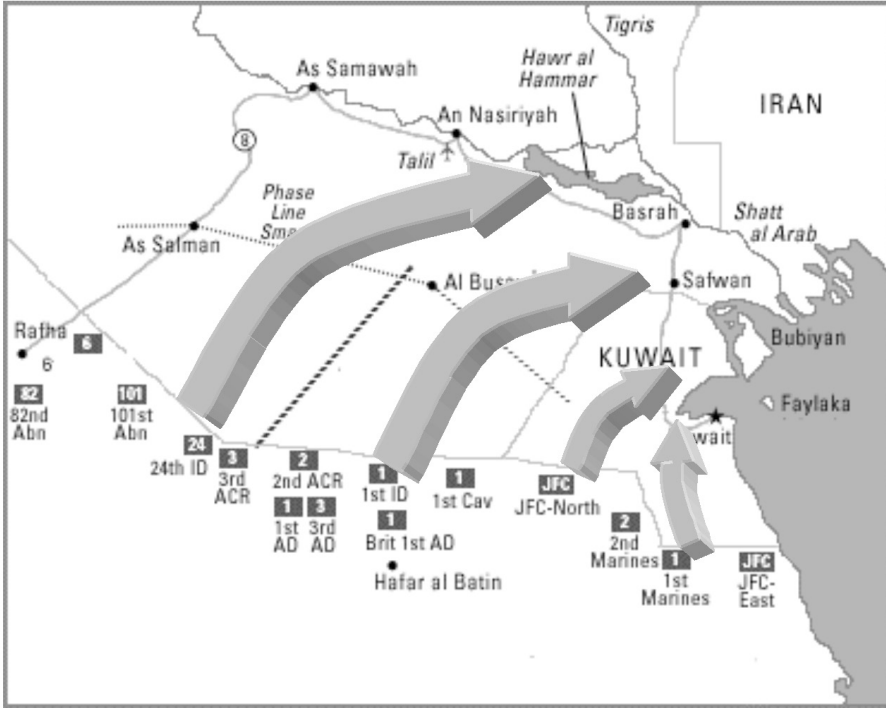 Tigris
As Samawah
Hawr al
Hammar
IRAN
An Nasiriyah
8
Talil
Phase
Line
Basrah
Shatt
al Arab
As Salman
Al
Safwan
Rafha
6
6
Bubiyan
KUWAIT
82
82nd
Abn
101
101st
Abn
Faylaka
24
24th ID
3
3rd
ACR
2
2nd ACR
1
1st ID
1
1st Cav
JFC
JFC-North
1
1st
AD
3
3rd
AD
1
Brit 1st AD
2
2nd
Marines
1
1st
Marines
JFC
JFC-
East
Hafar al Batin